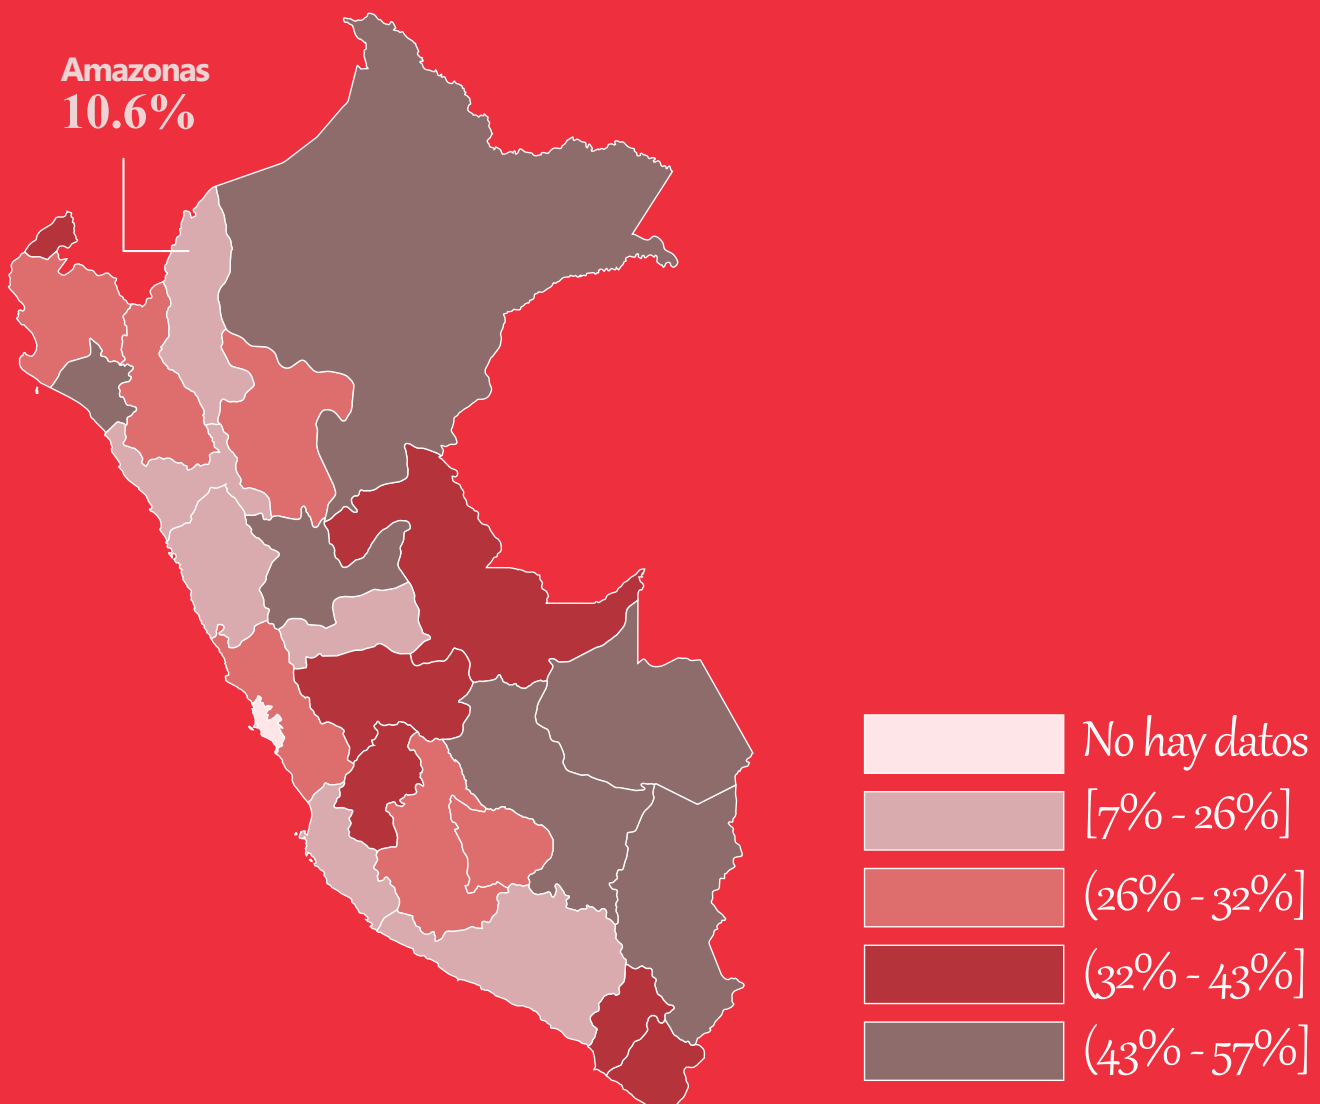 Amazonas
10.6%
No hay datos
[7% - 26%]
(26% - 32%]
(32% - 43%]
(43% - 57%]